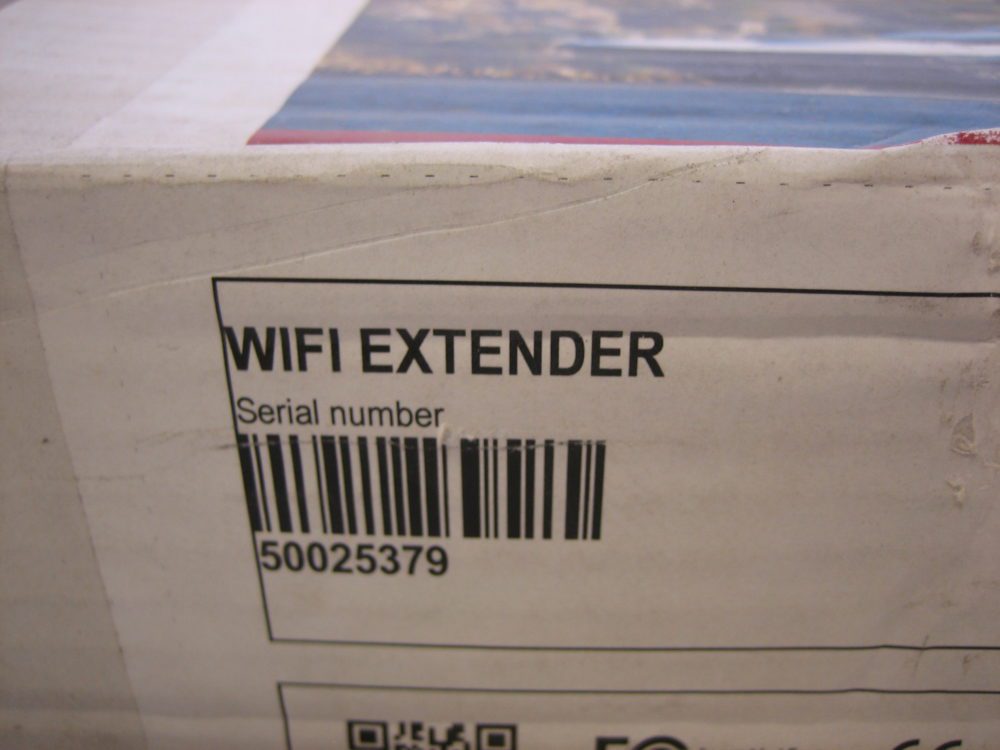 WIFI EXTENDER
Serial number
50025379